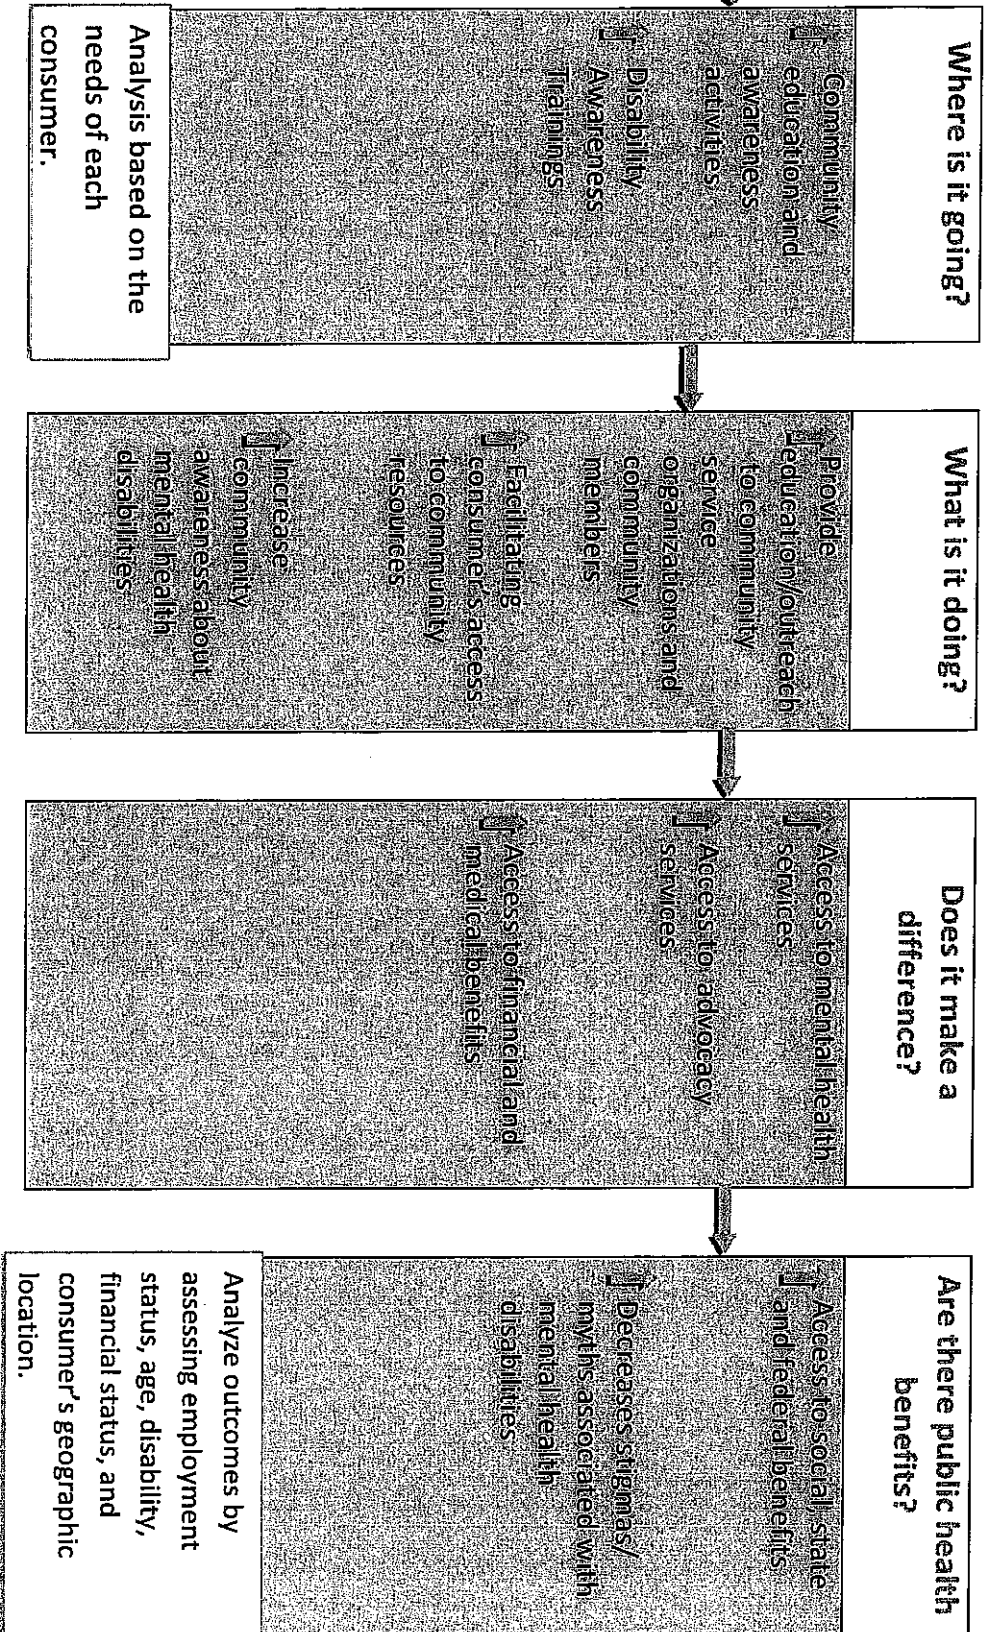 Where is it going?
Community
education and
awareness
activities
Disability
Awareness
Trainings
Analysis based on the
needs of each
consumer.
What is it doing?
Provide
education/outreach
to community
service
organizations and
community
members
Facilitating
consumer's access
to community
resources
Increase
community
awareness about
mental health
disabilities
Does it make a
difference?
Access to mental health
services
Access to advocacy
services
Access to financial and
medical benefits
Are there public health
benefits?
Access to social, state
and federal benefits
Decreases stigmas/
myths associated with
mental health
disabilities
Analyze outcomes by
assessing employment
status, age, disability,
financial status, and
consumer's geographic
location.